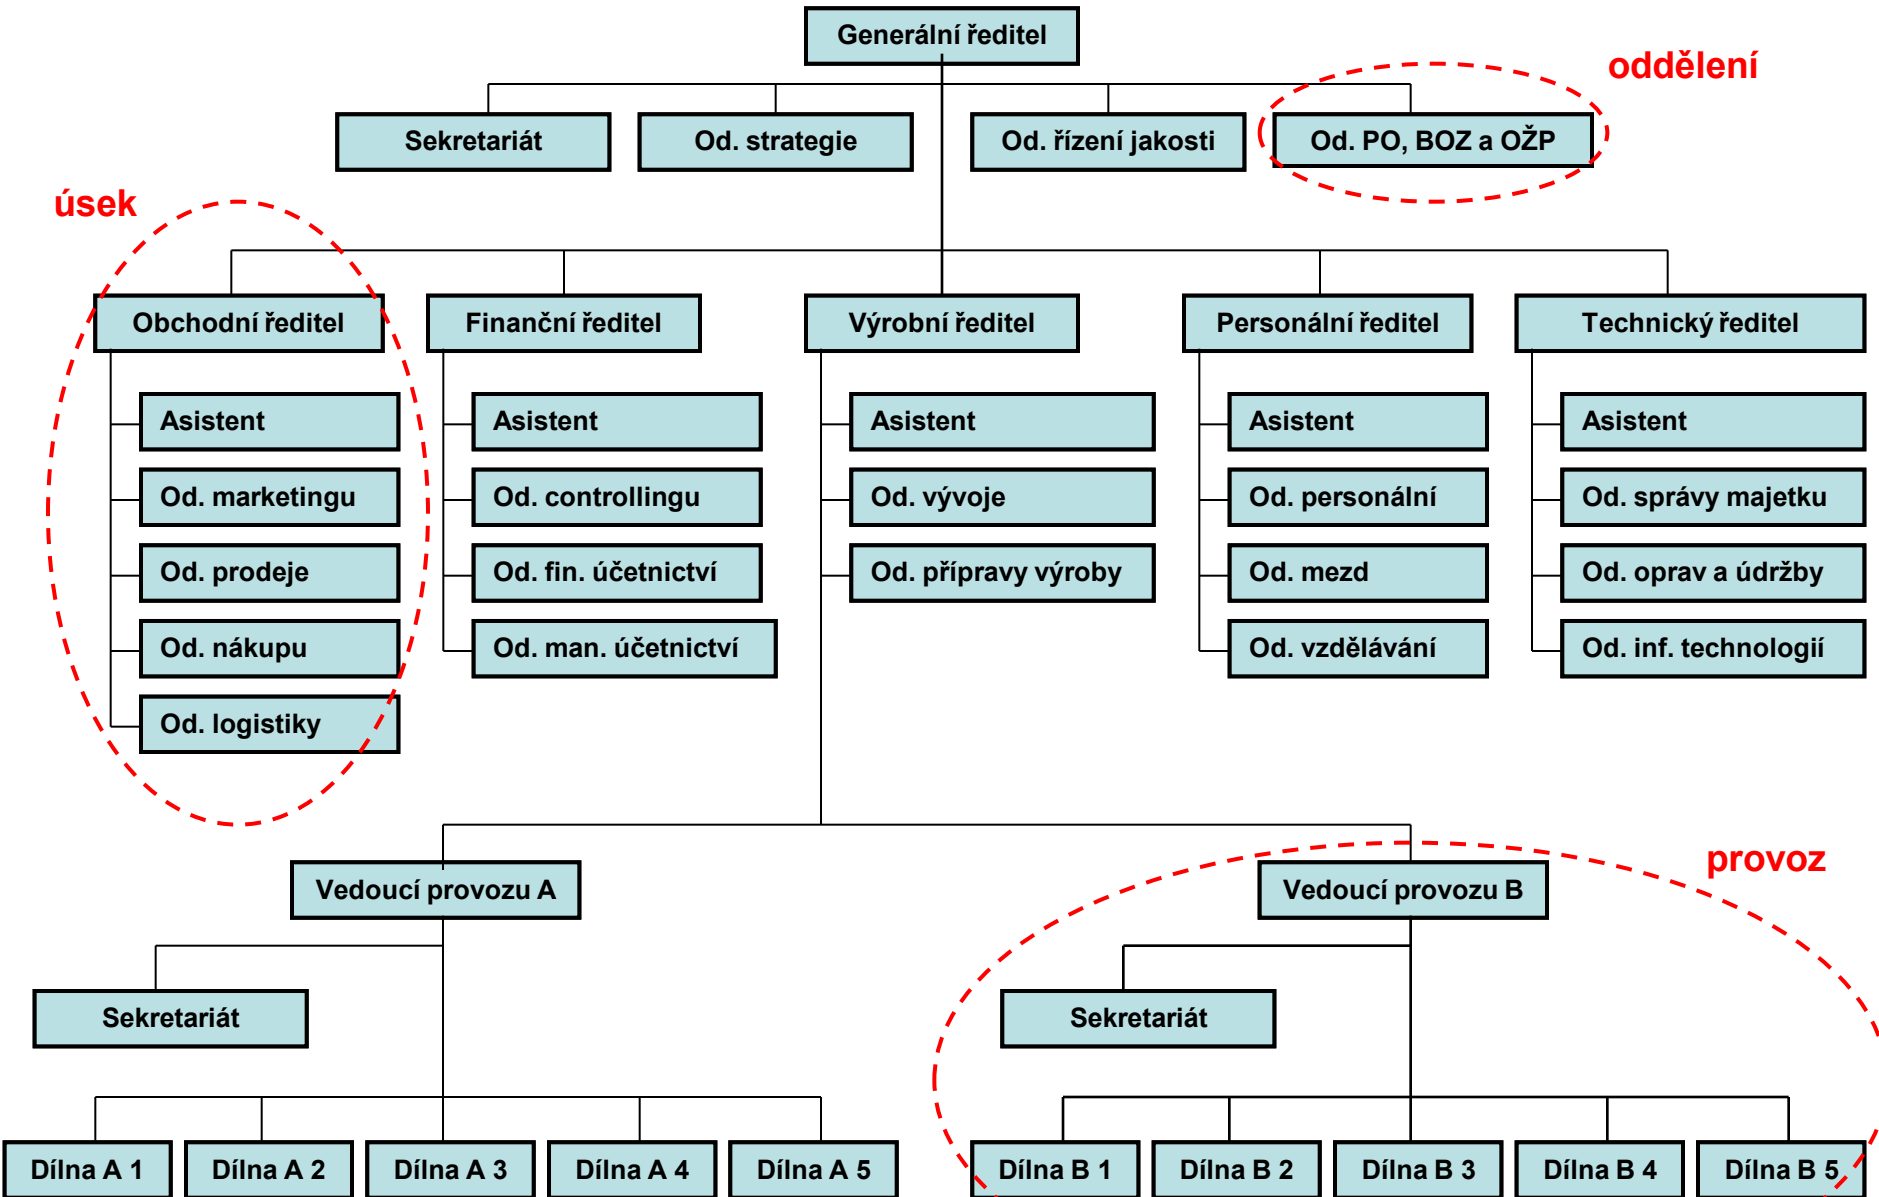 Generální ředitel
oddělení
Sekretariát
Od. strategie
Od. řízení jakosti
Od. PO, BOZ a OŽP
úsek
Obchodní ředitel
Finanční ředitel
Výrobní ředitel
Personální ředitel
Technický ředitel
Asistent
Od. marketingu
Od. prodeje
Od. nákupu
Od. logistiky
Asistent
Od. controllingu
Od. fin. účetnictví
Od. man. účetnictví
Asistent
Od. vývoje
Od. přípravy výroby
Asistent
Od. personální
Od. mezd
Od. vzdělávání
Asistent
Od. správy majetku
Od. oprav a údržby
Od. inf. technologií
provoz
Vedoucí provozu A
Vedoucí provozu B
Sekretariát
Sekretariát
Dílna A 1
Dílna A 2
Dílna A 3
Dílna A 4
Dílna A 5
Dílna B 1
Dílna B 2
Dílna B 3
Dílna B 4
Dílna B 5